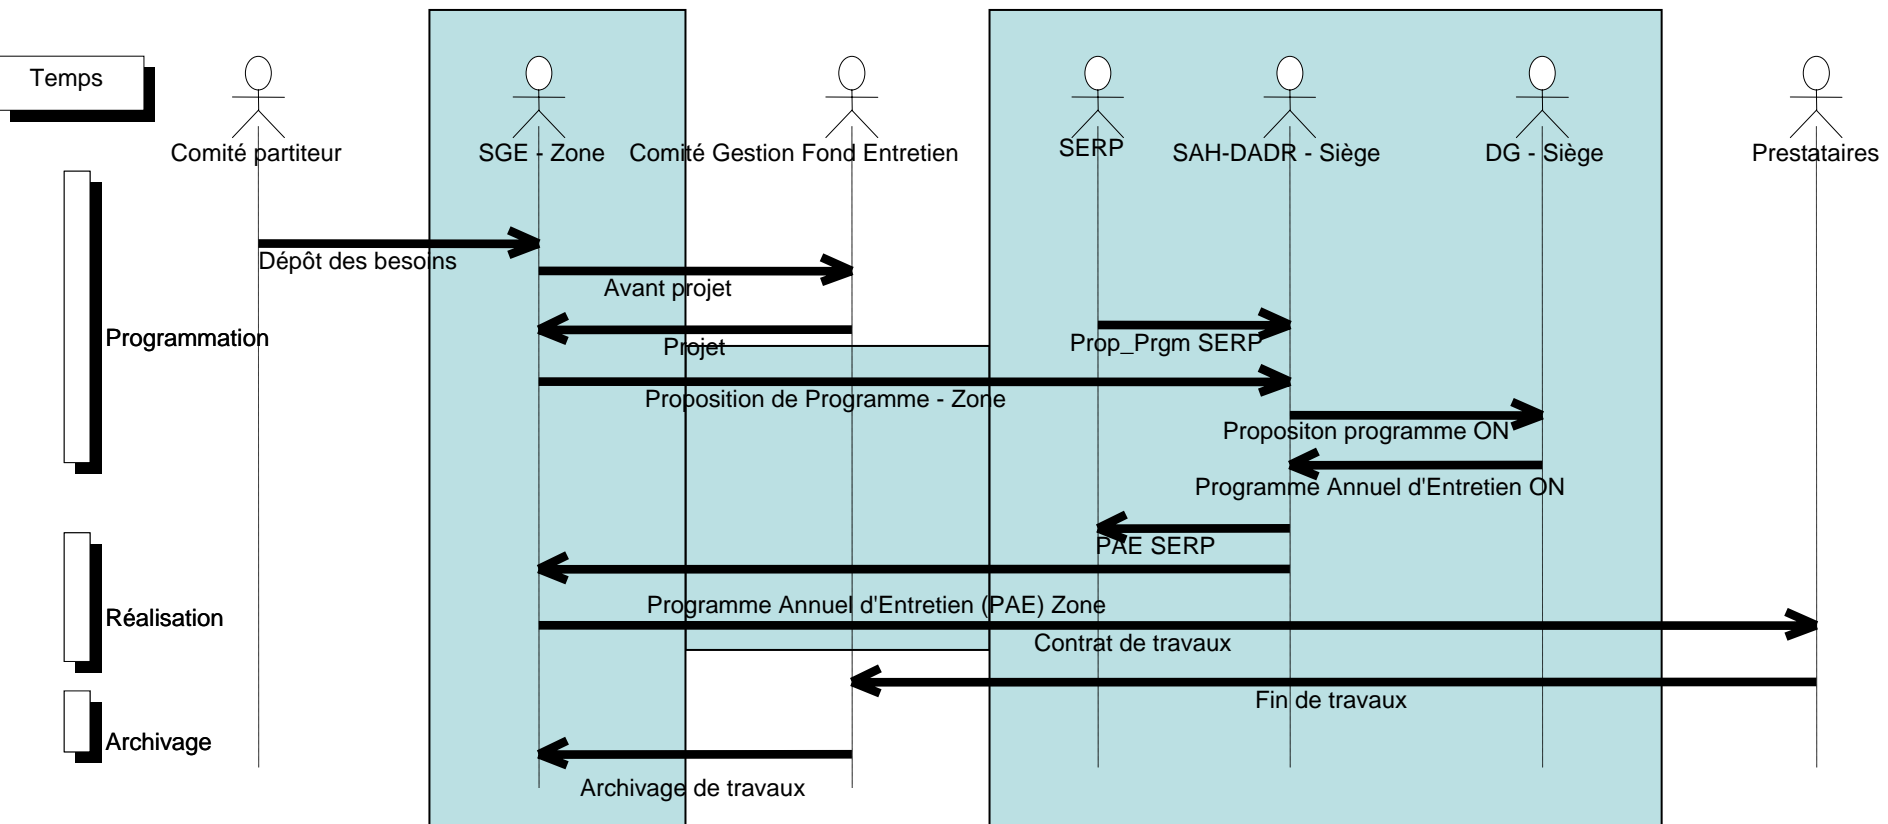 Temps
Comité partiteur
SGE - Zone
Comité Gestion Fond Entretien
SERP
SAH-DADR - Siège
DG - Siège
Prestataires
Dépôt des besoins
Avant projet
Programmation
Projet
Prop_Prgm SERP
Proposition de Programme - Zone
Propositon programme ON
Programme Annuel d'Entretien ON
PAE SERP
Programme Annuel d'Entretien (PAE) Zone
Réalisation
Contrat de travaux
Fin de travaux
Archivage
Archivage de travaux